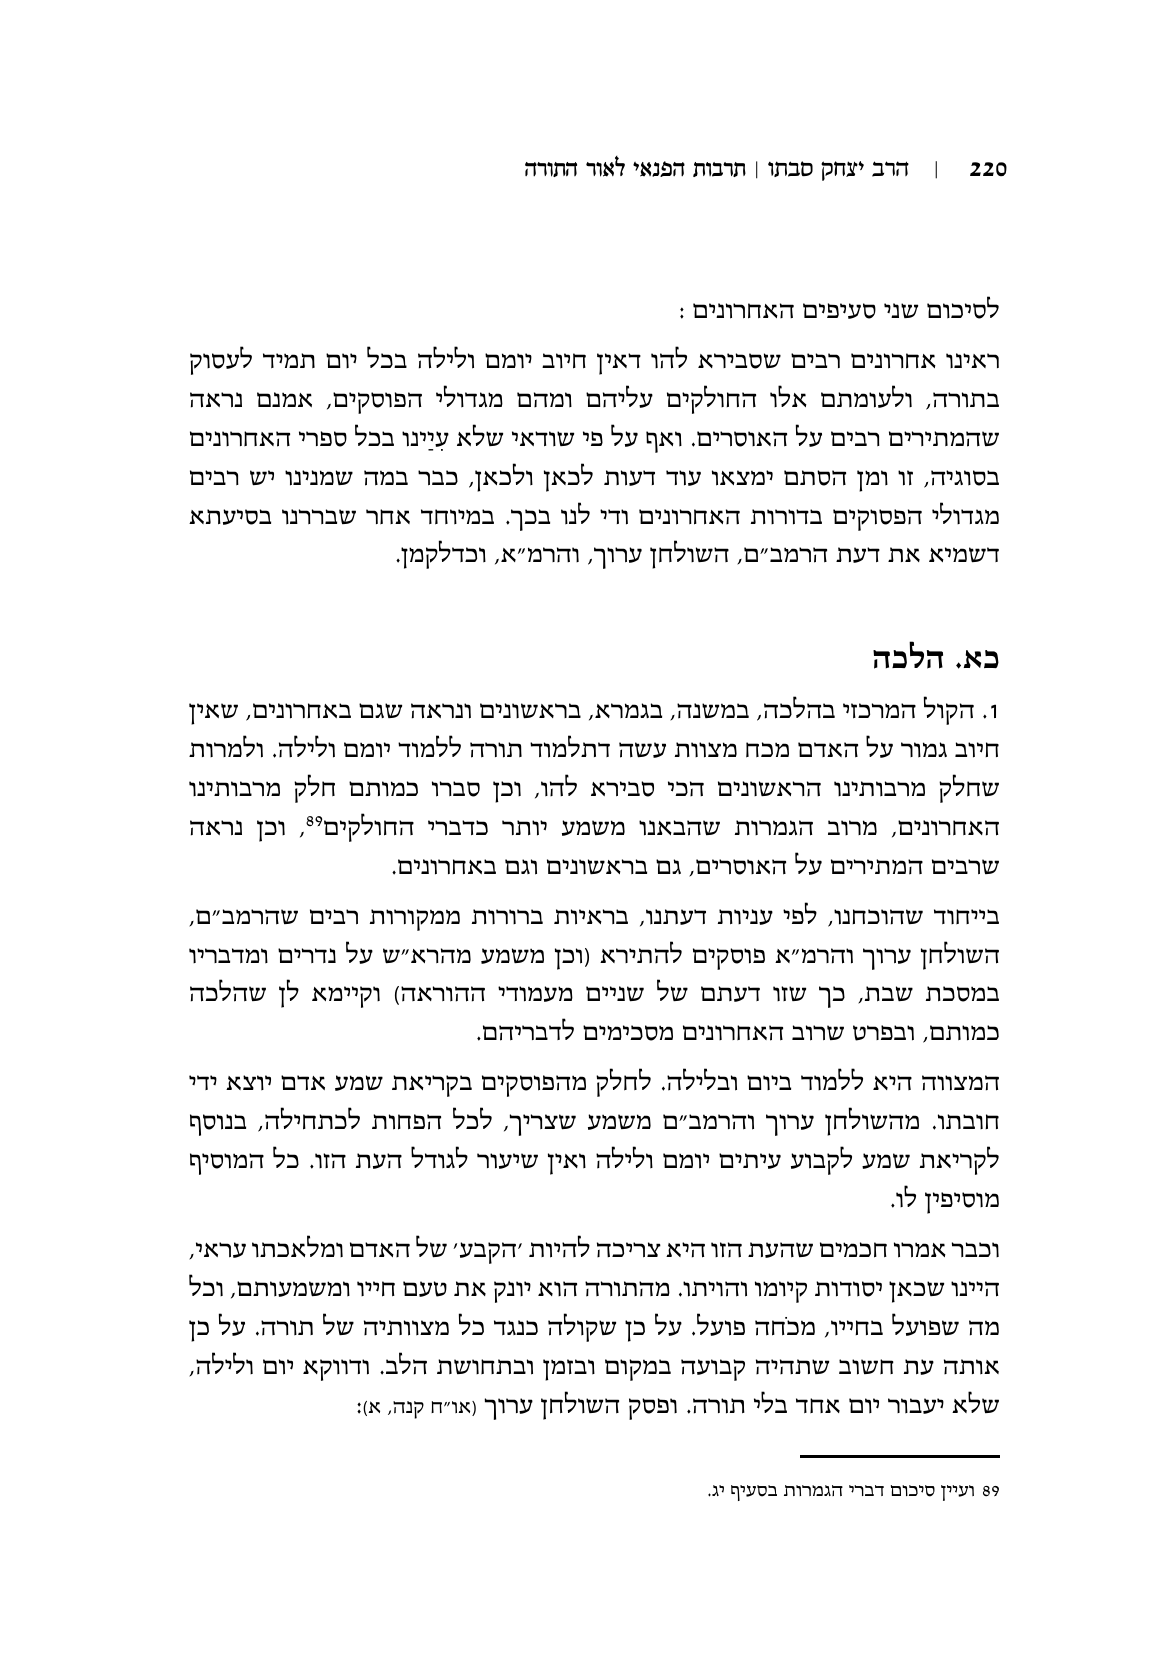 220 | הרב יצחק סבתו | תרבות הפנאי לאור התורה
לסיכום שני סעיפים האחרונים :
ראינו אחרונים רבים שסבירא להו דאין חיוב יומם ולילה בכל יום תמיד לעסוק
בתורה, ולעומתם אלו החולקים עליהם ומהם מגדולי הפוסקים, אמנם נראה
שהמתירים רבים על האוסרים. ואף על פי שודאי שלא עִיַינו בכל ספרי האחרונים
בסוגיה, זו ומן הסתם ימצאו עוד דעות לכאן ולכאן, כבר במה שמנינו יש רבים
מגדולי הפסוקים בדורות האחרונים ודי לנו בכך. במיוחד אחר שבררנו בסיעתא
דשמיא את דעת הרמב״ם, השולחן ערוך, והרמ״א, וכדלקמן.
כא. הלכה
1. הקול המרכזי בהלכה, במשנה, בגמרא, בראשונים ונראה שגם באחרונים, שאין
חיוב גמור על האדם מכח מצוות עשה דתלמוד תורה ללמוד יומם ולילה. ולמרות
שחלק מרבותינו הראשונים הכי סבירא להו, וכן סברו כמותם חלק מרבותינו
האחרונים, מרוב הגמרות שהבאנו משמע יותר כדברי החולקים89, וכן נראה
שרבים המתירים על האוסרים, גם בראשונים וגם באחרונים.
בייחוד שהוכחנו, לפי עניות דעתנו, בראיות ברורות ממקורות רבים שהרמב״ם,
השולחן ערוך והרמ״א פוסקים להתירא (וכן משמע מהרא״ש על נדרים ומדבריו
במסכת שבת, כך שזו דעתם של שניים מעמודי ההוראה) וקיימא לן שהלכה
כמותם, ובפרט שרוב האחרונים מסכימים לדבריהם.
המצווה היא ללמוד ביום ובלילה. לחלק מהפוסקים בקריאת שמע אדם יוצא ידי
חובתו. מהשולחן ערוך והרמב״ם משמע שצריך, לכל הפחות לכתחילה, בנוסף
לקריאת שמע לקבוע עיתים יומם ולילה ואין שיעור לגודל העת הזו. כל המוסיף
מוסיפין לו.
וכבר אמרו חכמים שהעת הזו היא צריכה להיות ׳הקבע׳ של האדם ומלאכתו עראי,
היינו שכאן יסודות קיומו והויתו. מהתורה הוא יונק את טעם חייו ומשמעותם, וכל
מה שפועל בחייו, מכֹחה פועל. על כן שקולה כנגד כל מצוותיה של תורה. על כן
אותה עת חשוב שתהיה קבועה במקום ובזמן ובתחושת הלב. ודווקא יום ולילה,
שלא יעבור יום אחד בלי תורה. ופסק השולחן ערוך (או״ח קנה, א):
89 ועיין סיכום דברי הגמרות בסעיף יג.